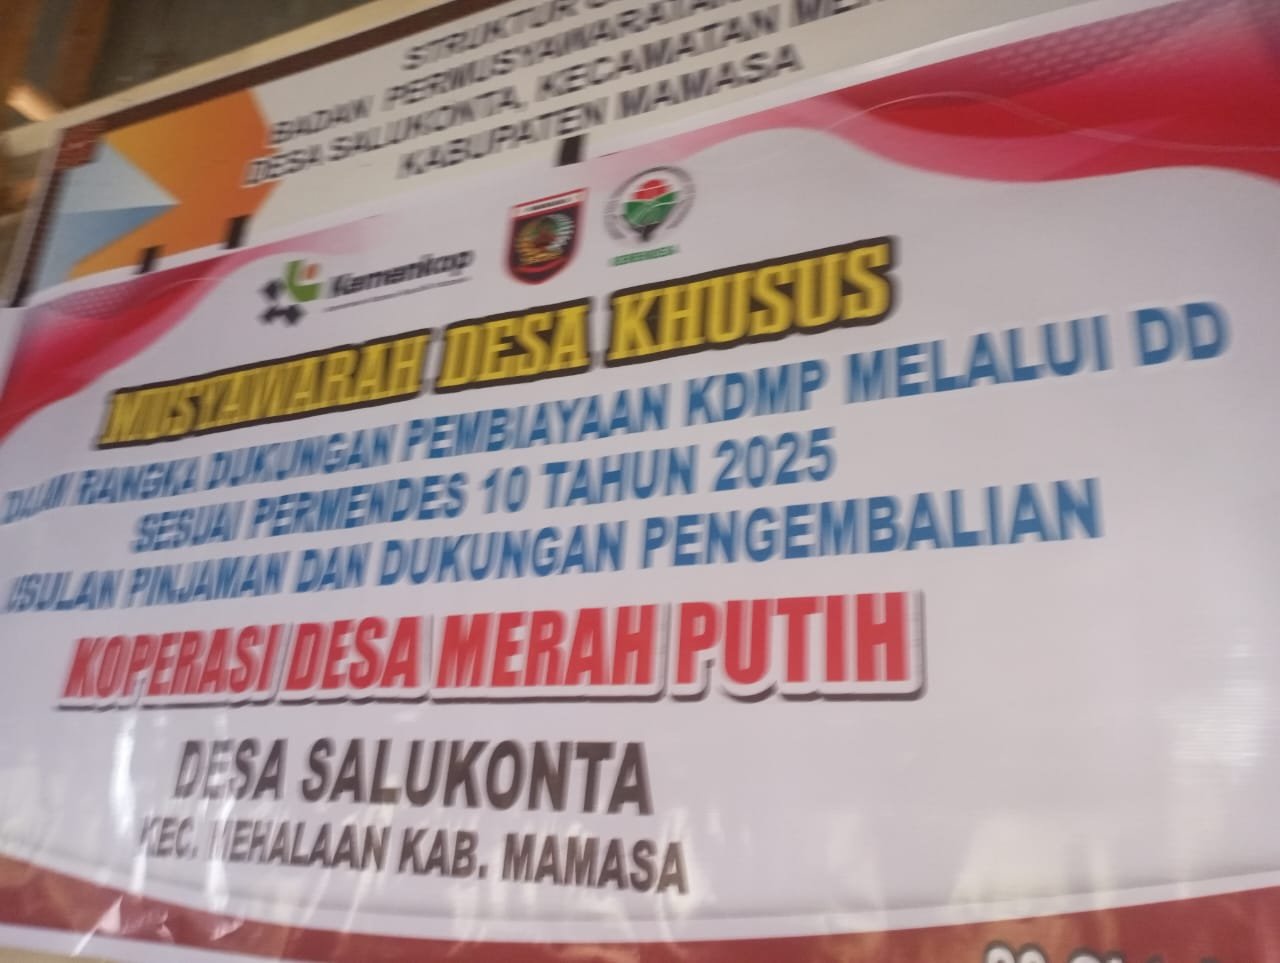 STRUKTUR
BADAN PERMUSYAWARATAN
DESA SALUKONTA, KECAMATAN
KABUPATEN MAMASA
Kemenkop
MUSYAWARAH DESA KHUSUS
DALAM RANGKA DUKUNGAN PEMBIAYAAN KDMP MELALUI DD
SESUAI PERMENDES 10 TAHUN 2025
USULAN PINJAMAN DAN DUKUNGAN PENGEMBALIAN
KOPERASI DESA MERAH PUTIH
DESA SALUKONTA
KEC. MEHALAAN KAB. MAMASA